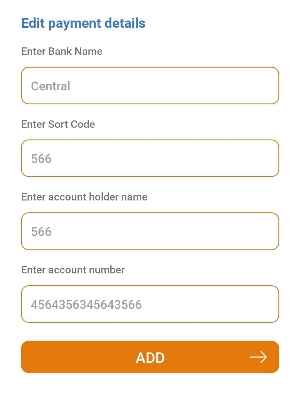 Edit payment details
Enter Bank Name
Central
Enter Sort Code
566
Enter account holder name
566
Enter account number
4564356345643566
ADD